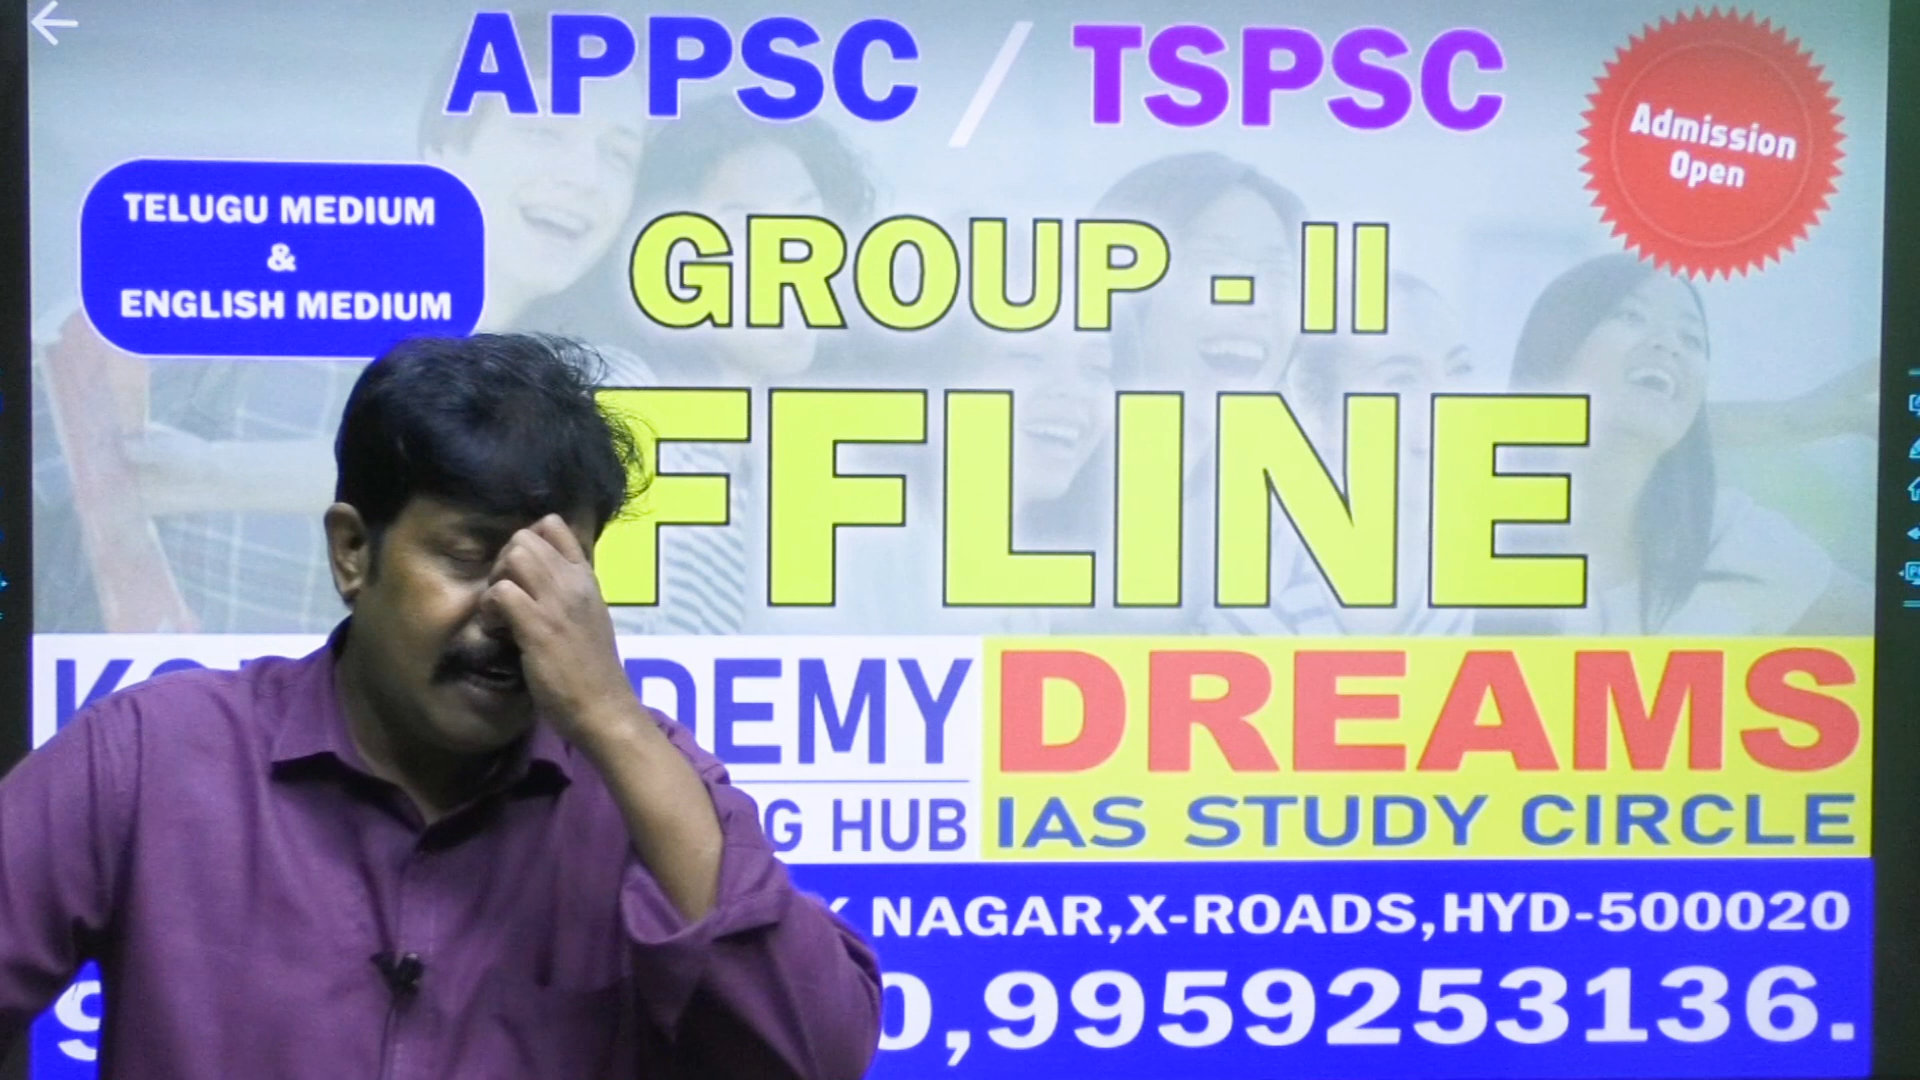 APPSC / TSPSC
Admission
Open
TELUGU MEDIUM
&
ENGLISH MEDIUM
GROUP - II
FFLINE
DEMY
DREAMS
G HUB
IAS STUDY CIRCLE
NAGAR,X-ROADS,HYD-500020
0,9959253136.